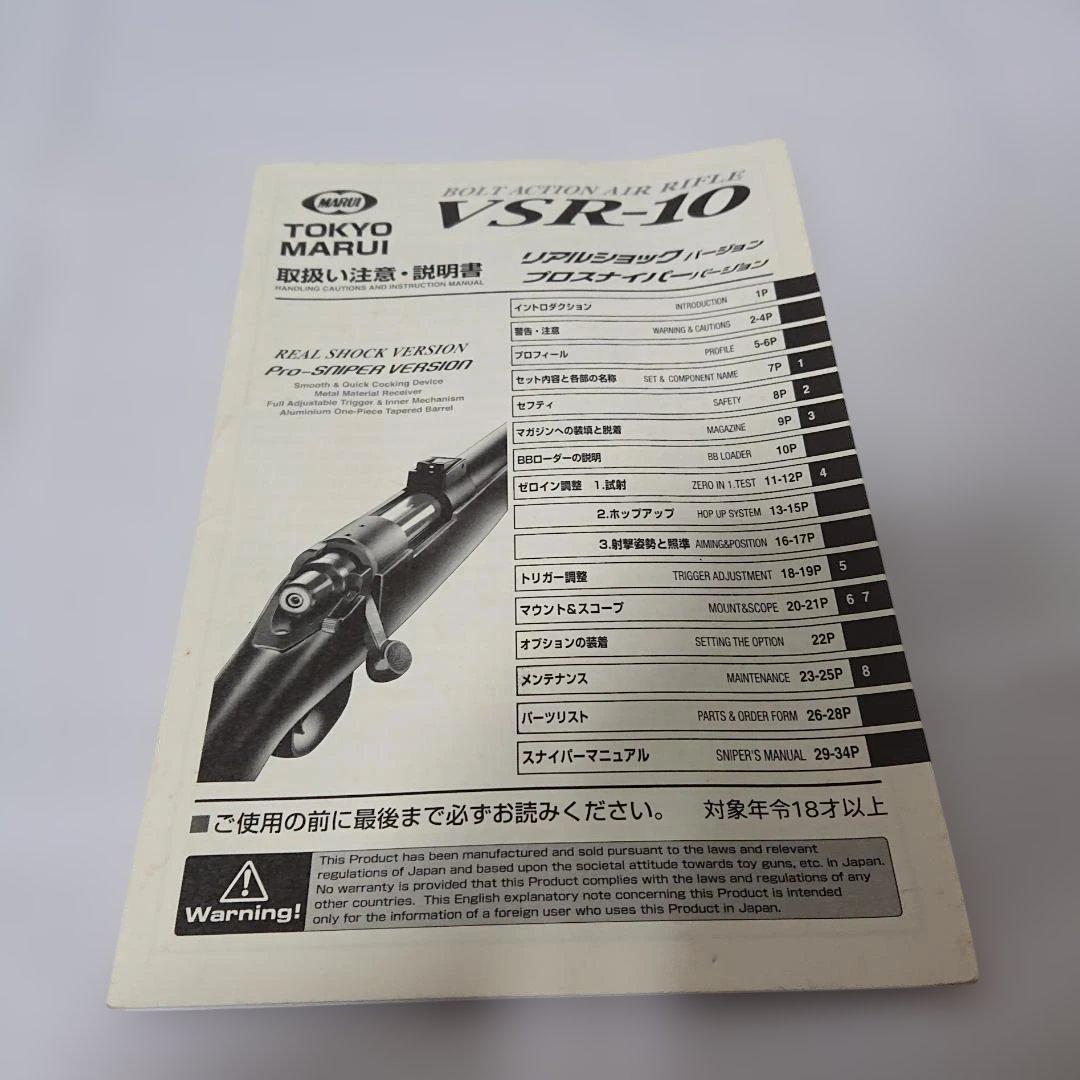 MARUI
TOKYO
MARUI
取扱い注意・説明書
HANDLING CAUTIONS AND INSTRUCTION MANUAL
BOLT ACTION AIR RIFLE
VSR-10
リアルショックバージョン
プロスナイパーバージョン
REAL SHOCK VERSION
Pro-SNIPER VERSION
Smooth & Quick Cocking Device
Metal Material Receiver
Full Adjustable Trigger & Inner Mechanism
Aluminium One-Piece Tapered Barrel
イントロダクション INTRODUCTION 1P
警告・注意 WARNING & CAUTIONS 2-4P
プロフィール PROFILE 5-6P
セット内容と各部の名称 SET & COMPONENT NAME 7P 1
セフティ SAFETY 8P 2
マガジンへの装填と脱着 MAGAZINE 9P 3
BBローダーの説明 BB LOADER 10P
ゼロイン調整 1.試射 ZERO IN 1.TEST 11-12P 4
2.ホップアップ HOP UP SYSTEM 13-15P
3.射撃姿勢と照準 AIMING&POSITION 16-17P
トリガー調整 TRIGGER ADJUSTMENT 18-19P 5
マウント&スコープ MOUNT&SCOPE 20-21P 6 7
オプションの装着 SETTING THE OPTION 22P
メンテナンス MAINTENANCE 23-25P 8
パーツリスト PARTS & ORDER FORM 26-28P
スナイパーマニュアル SNIPER'S MANUAL 29-34P
■ご使用の前に最後まで必ずお読みください。 対象年令18才以上
Warning!
This Product has been manufactured and sold pursuant to the laws and relevant
regulations of Japan and based upon the societal attitude towards toy guns, etc. in Japan.
No warranty is provided that this Product complies with the laws and regulations of any
other countries. This English explanatory note concerning this Product is intended
only for the information of a foreign user who uses this Product in Japan.